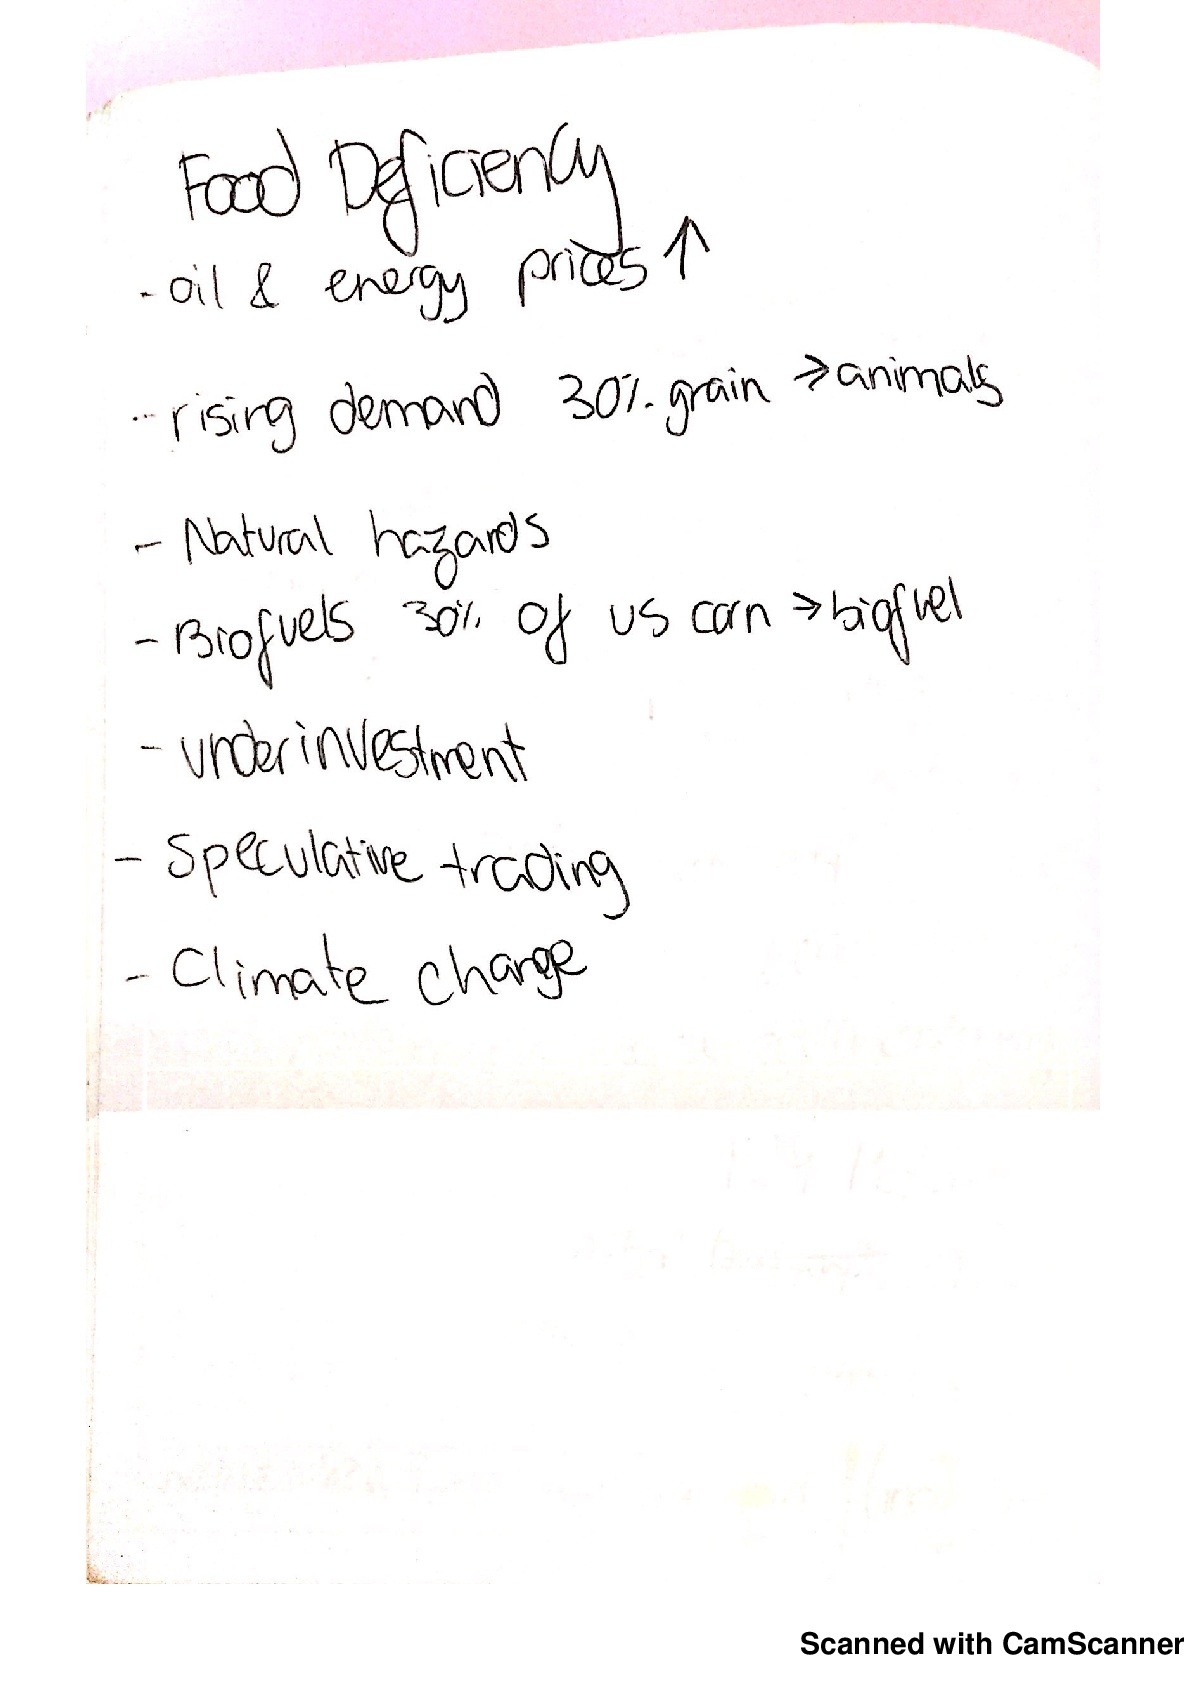 Food Deficiency
- oil & energy prices ↑
- rising demand 30% grain → animals
- Natural hazards
- Biofuels 30% of us corn → biofuel
- underinvestment
- Speculative trading
- Climate change
Scanned with CamScanner